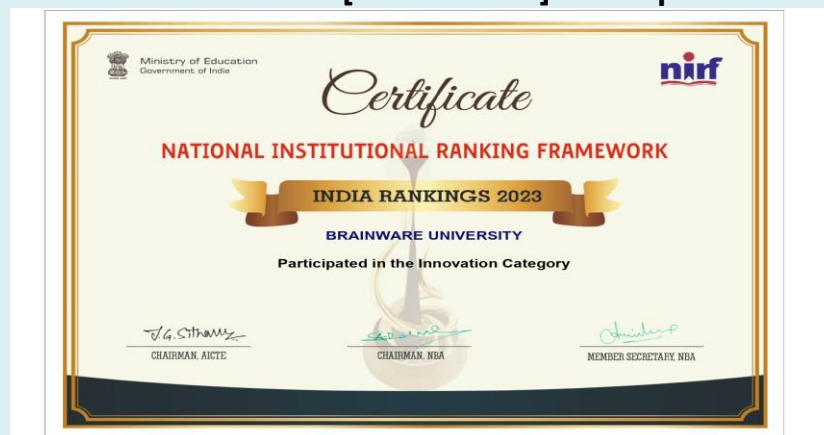 Ministry of Education
Government of India
nirf
Certificate
NATIONAL INSTITUTIONAL RANKING FRAMEWORK
INDIA RANKINGS 2023
BRAINWARE UNIVERSITY
Participated in the Innovation Category
CHAIRMAN, AICTE
CHAIRMAN, NBA
MEMBER SECRETARY, NBA